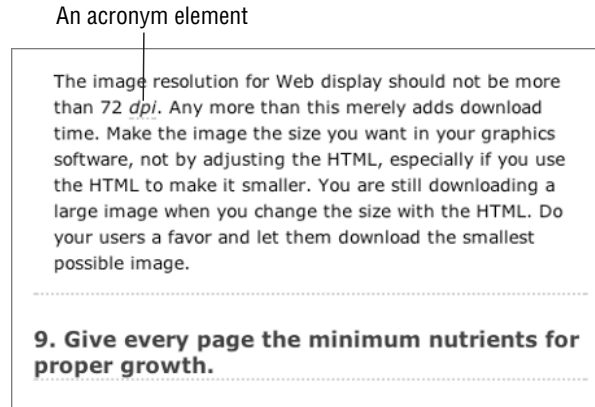 An acronym element
The image resolution for Web display should not be more
than 72 dpi. Any more than this merely adds download
time. Make the image the size you want in your graphics
software, not by adjusting the HTML, especially if you use
the HTML to make it smaller. You are still downloading a
large image when you change the size with the HTML. Do
your users a favor and let them download the smallest
possible image.
9. Give every page the minimum nutrients for
proper growth.